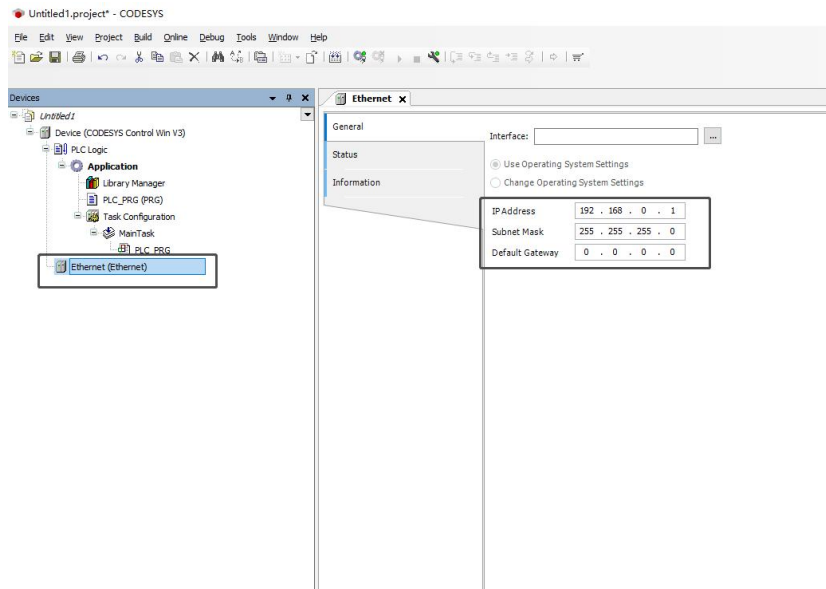 Untitled1.project* - CODESYS
File Edit View Project Build Online Debug Tools Window Help
Devices
Untitled1
Device (CODESYS Control Win V3)
PLC Logic
Application
Library Manager
PLC_PRG (PRG)
Task Configuration
MainTask
PLC_PRG
Ethernet (Ethernet)
Ethernet
General
Status
Information
Interface:
...
Use Operating System Settings
Change Operating System Settings
IPAddress 192 . 168 . 0 . 1
Subnet Mask 255 . 255 . 255 . 0
Default Gateway 0 . 0 . 0 . 0